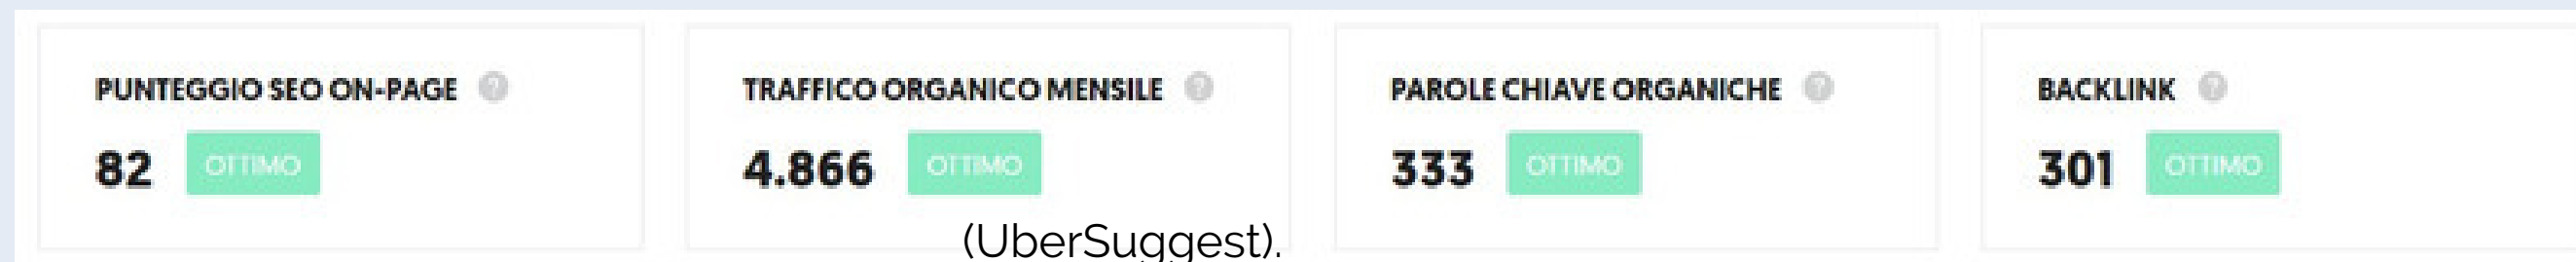 PUNTEGGIO SEO ON-PAGE ?
82 OTTIMO
TRAFFICO ORGANICO MENSILE ?
4.866 OTTIMO
PAROLE CHIAVE ORGANICHE ?
333 OTTIMO
BACKLINK ?
301 OTTIMO
(UberSuggest).